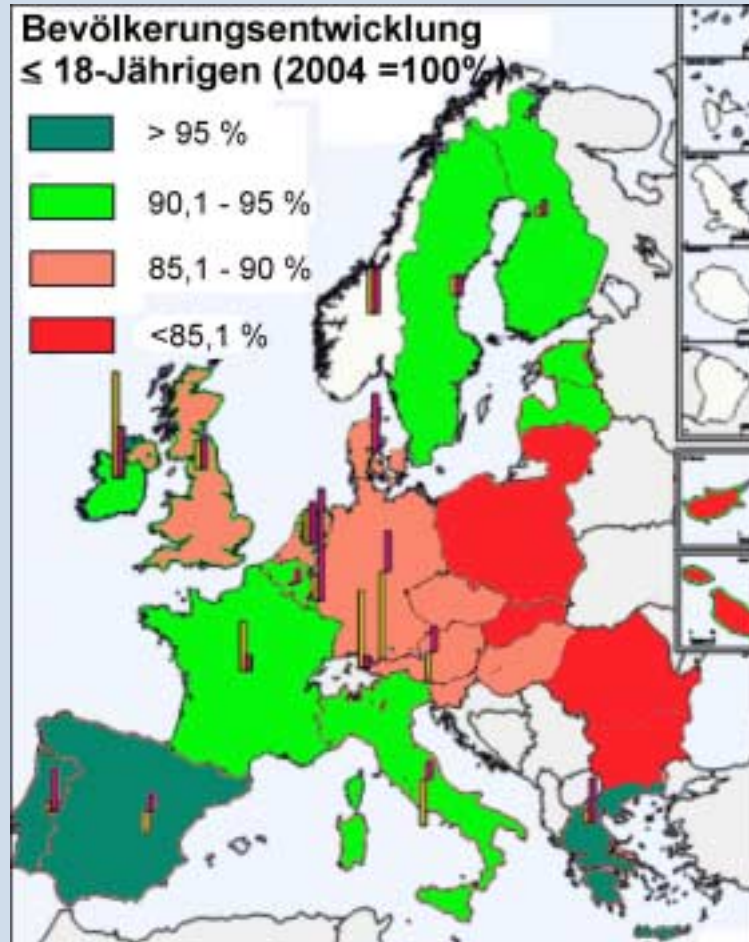 Bevölkerungsentwicklung
≤ 18-Jährigen (2004 =100%)
> 95 %
90,1 - 95 %
85,1 - 90 %
<85,1 %